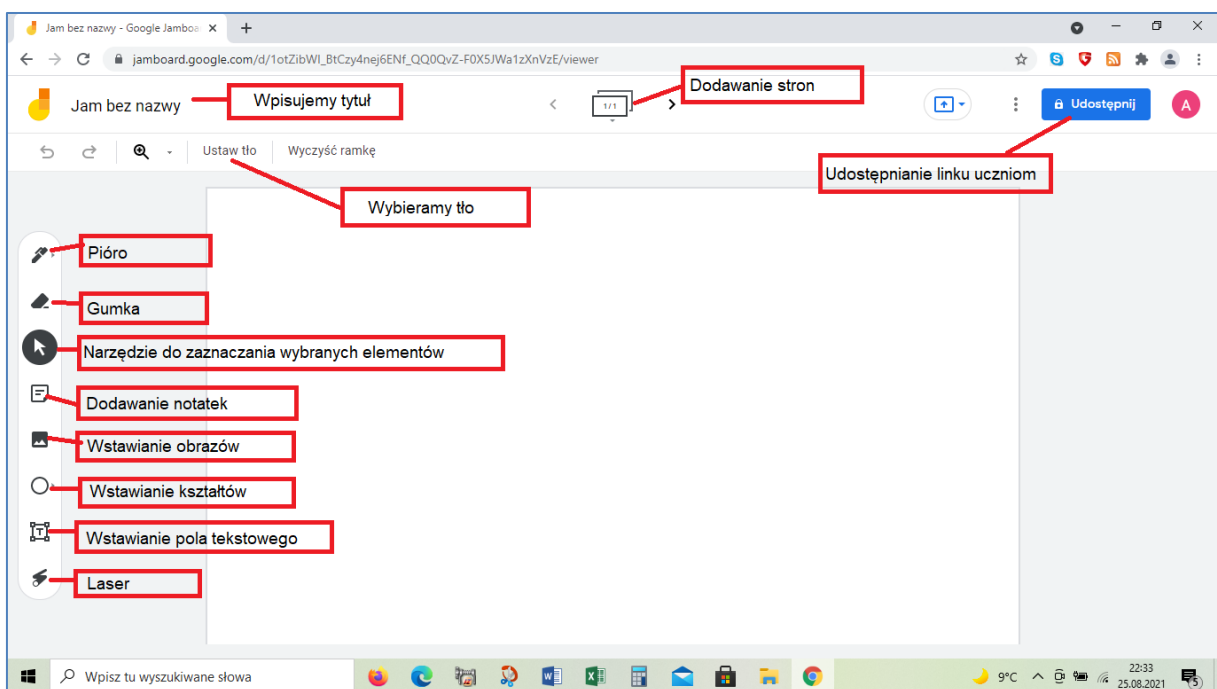 Jam bez nazwy - Google Jamboa
jamboard.google.com/d/1otZibWI_BtCzy4nej6ENf_QQ0QvZ-F0X5JWa1zXnVzE/viewer
Jam bez nazwy
Wpisujemy tytuł
1/1
Dodawanie stron
Udostępnij
A
Ustaw tło
Wyczyść ramkę
Udostępnianie linku uczniom
Wybieramy tło
Pióro
Gumka
Narzędzie do zaznaczania wybranych elementów
Dodawanie notatek
Wstawianie obrazów
Wstawianie kształtów
Wstawianie pola tekstowego
Laser
Wpisz tu wyszukiwane słowa
9°C
22:33
25.08.2021